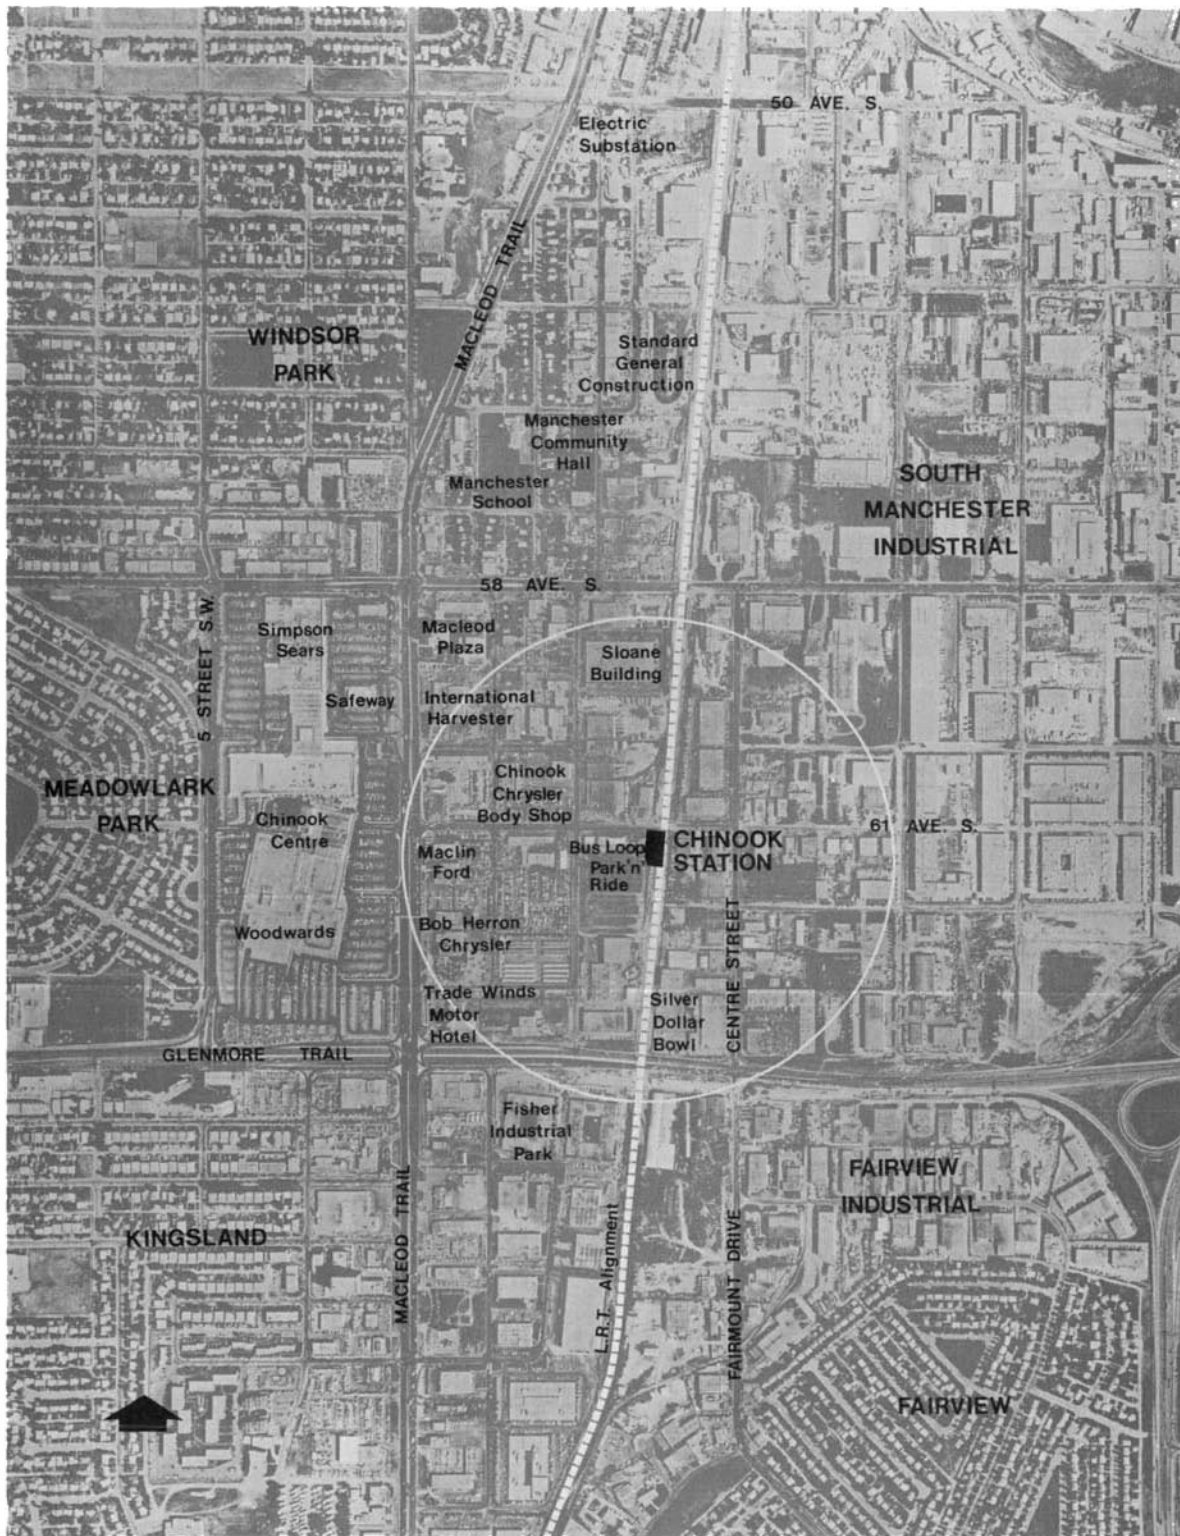 50 AVE. S.
Electric
Substation
MACLEOD TRAIL
WINDSOR
PARK
Standard
General
Construction
Manchester
Community
Hall
Manchester
School
SOUTH
MANCHESTER
INDUSTRIAL
58 AVE. S.
5 STREET S.W.
Simpson
Sears
Safeway
Macleod
Plaza
Sloane
Building
International
Harvester
MEADOWLARK
PARK
Chinook
Centre
Woodwards
Chinook
Chrysler
Body Shop
Maclin
Ford
Bus Loop
Park'n'
Ride
CHINOOK
STATION
61 AVE. S.
Bob Herron
Chrysler
Trade Winds
Motor
Hotel
Silver
Dollar
Bowl
CENTRE STREET
GLENMORE TRAIL
Fisher
Industrial
Park
FAIRVIEW
INDUSTRIAL
KINGSLAND
MACLEOD TRAIL
L.R.T. Alignment
FAIRMOUNT DRIVE
FAIRVIEW